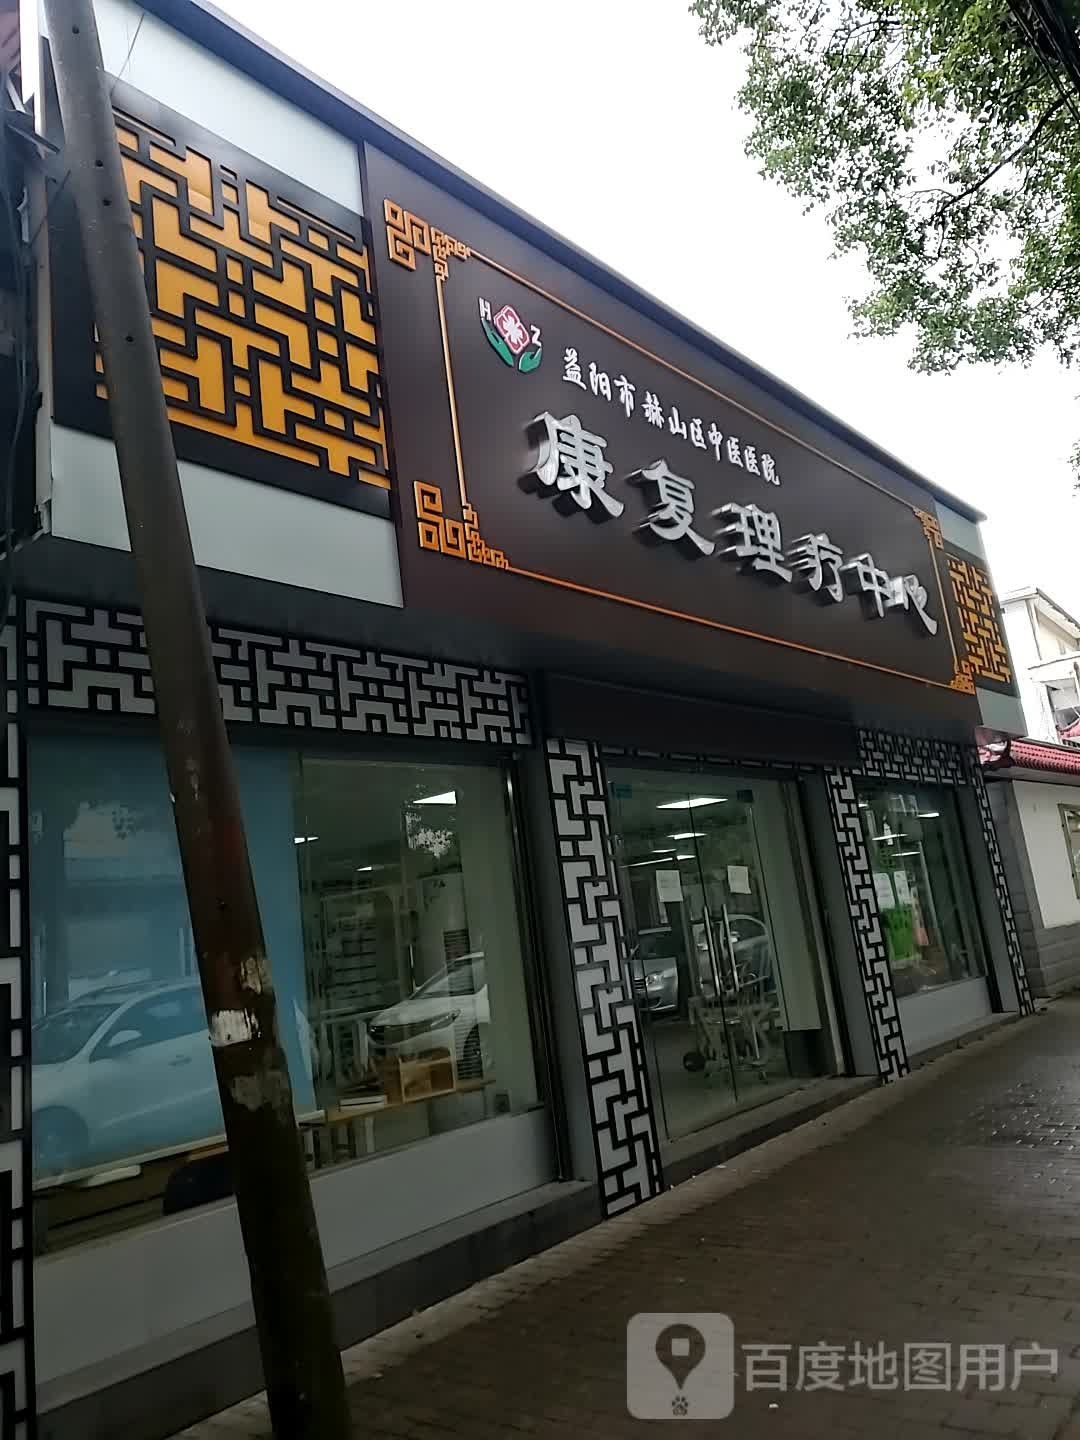 H Z
益阳市赫山区中医医院
康复理疗中心
百度地图用户